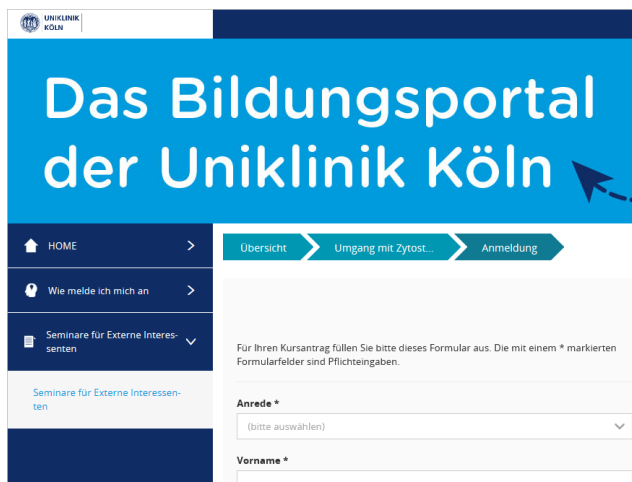 UNIKLINIK
KÖLN
Das Bildungsportal
der Uniklinik Köln
HOME
Wie melde ich mich an
Seminare für Externe Interes-
senten
Seminare für Externe Interessen-
ten
Übersicht
Umgang mit Zytost...
Anmeldung
Für Ihren Kursantrag füllen Sie bitte dieses Formular aus. Die mit einem * markierten
Formularfelder sind Pflichteingaben.
Anrede *
(bitte auswählen)
Vorname *